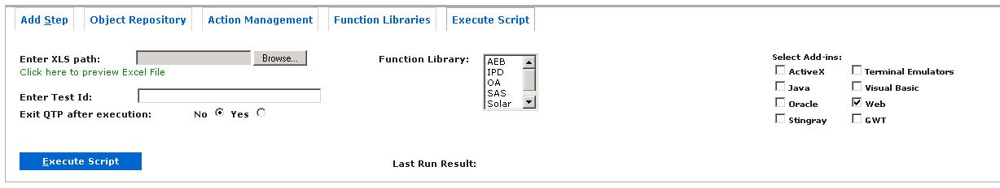 Add Step Object Repository Action Management Function Libraries Execute Script
Enter XLS path: Browse...
Click here to preview Excel File
Enter Test Id:
Exit QTP after execution: No Yes
Execute Script
Function Library:
AEB
IPD
OA
SAS
Solar
Last Run Result:
Select Add-ins:
ActiveX Terminal Emulators
Java Visual Basic
Oracle Web
Stingray GWT